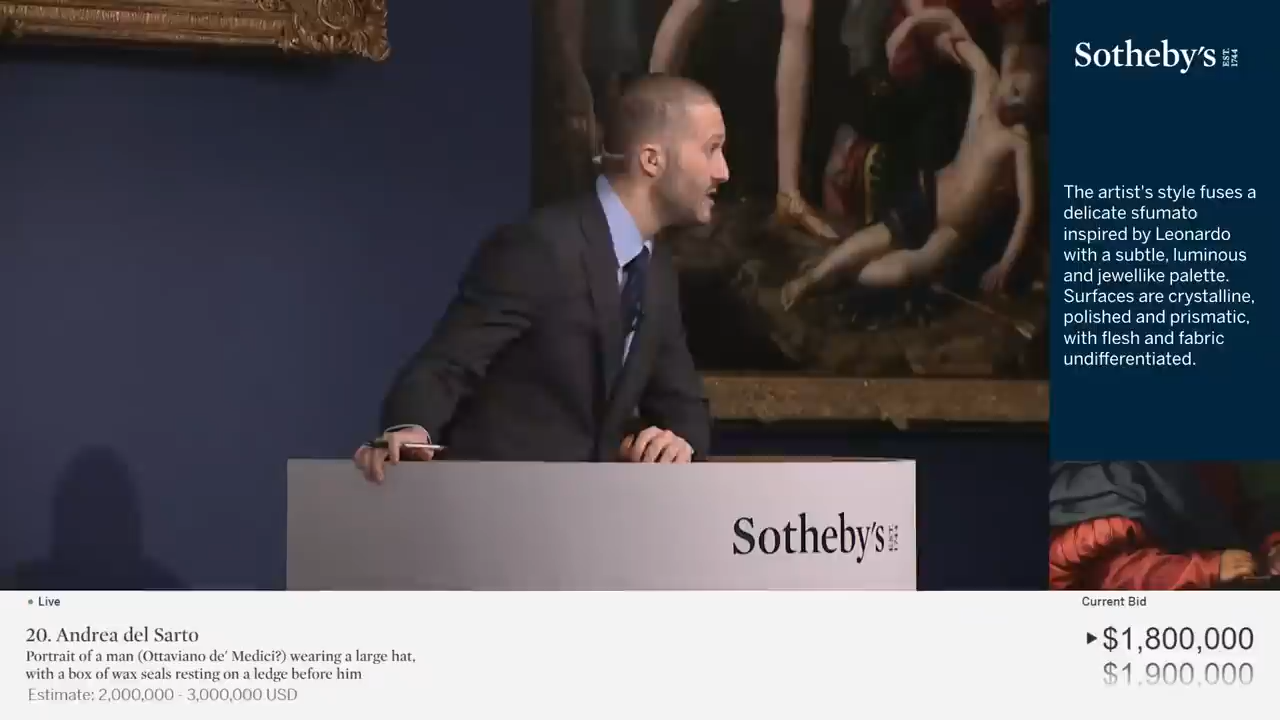 Sotheby's EST. 1744
The artist's style fuses a
delicate sfumato
inspired by Leonardo
with a subtle, luminous
and jewellike palette.
Surfaces are crystalline,
polished and prismatic,
with flesh and fabric
undifferentiated.
Sotheby's EST. 1744
Live
20. Andrea del Sarto
Portrait of a man (Ottaviano de' Medici?) wearing a large hat,
with a box of wax seals resting on a ledge before him
Estimate: 2,000,000 - 3,000,000 USD
Current Bid
$1,800,000
$1,900,000